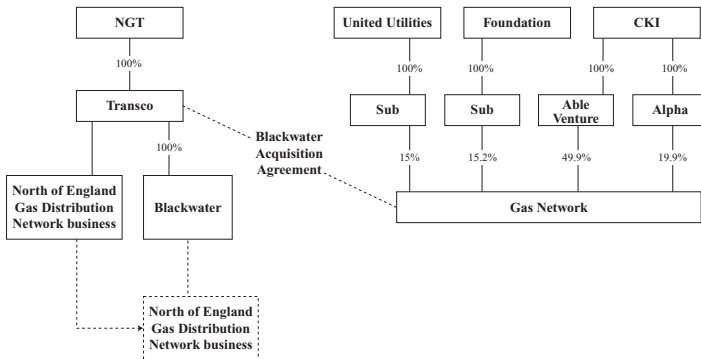 NGT
United Utilities
Foundation
CKI
100%
100%
100%
100%
100%
Transco
Sub
Sub
Able
Venture
Alpha
100%
Blackwater
Acquisition
Agreement
15%
15.2%
49.9%
19.9%
North of England
Gas Distribution
Network business
Blackwater
Gas Network
North of England
Gas Distribution
Network business